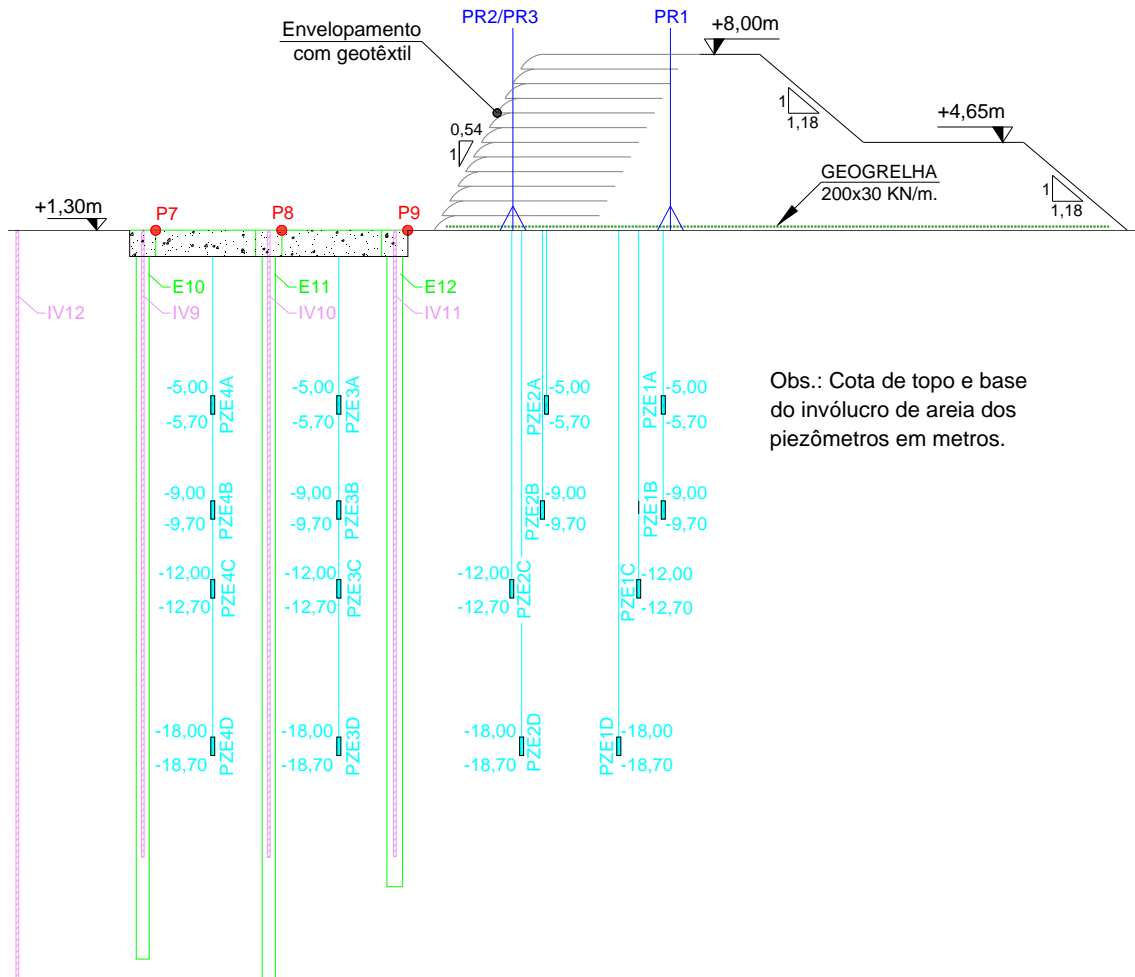 PR2/PR3
PR1
Envelopamento
com geotêxtil
+8,00m
1
1,18
+4,65m
0,54
1
GEOGRELHA
200x30 KN/m.
1
1,18
+1,30m
P7
P8
P9
E10
E11
E12
IV12
IV9
IV10
IV11
-5,00
-5,70
PZE4A
-5,00
-5,70
PZE3A
PZE2A
-5,00
-5,70
PZE1A
-5,00
-5,70
Obs.: Cota de topo e base
do invólucro de areia dos
piezômetros em metros.
-9,00
-9,70
PZE4B
-9,00
-9,70
PZE3B
PZE2B
-9,00
-9,70
PZE1B
-9,00
-9,70
-12,00
-12,70
PZE4C
-12,00
-12,70
PZE3C
-12,00
-12,70
PZE2C
PZE1C
-12,00
-12,70
-18,00
-18,70
PZE4D
-18,00
-18,70
PZE3D
-18,00
-18,70
PZE2D
PZE1D
-18,00
-18,70